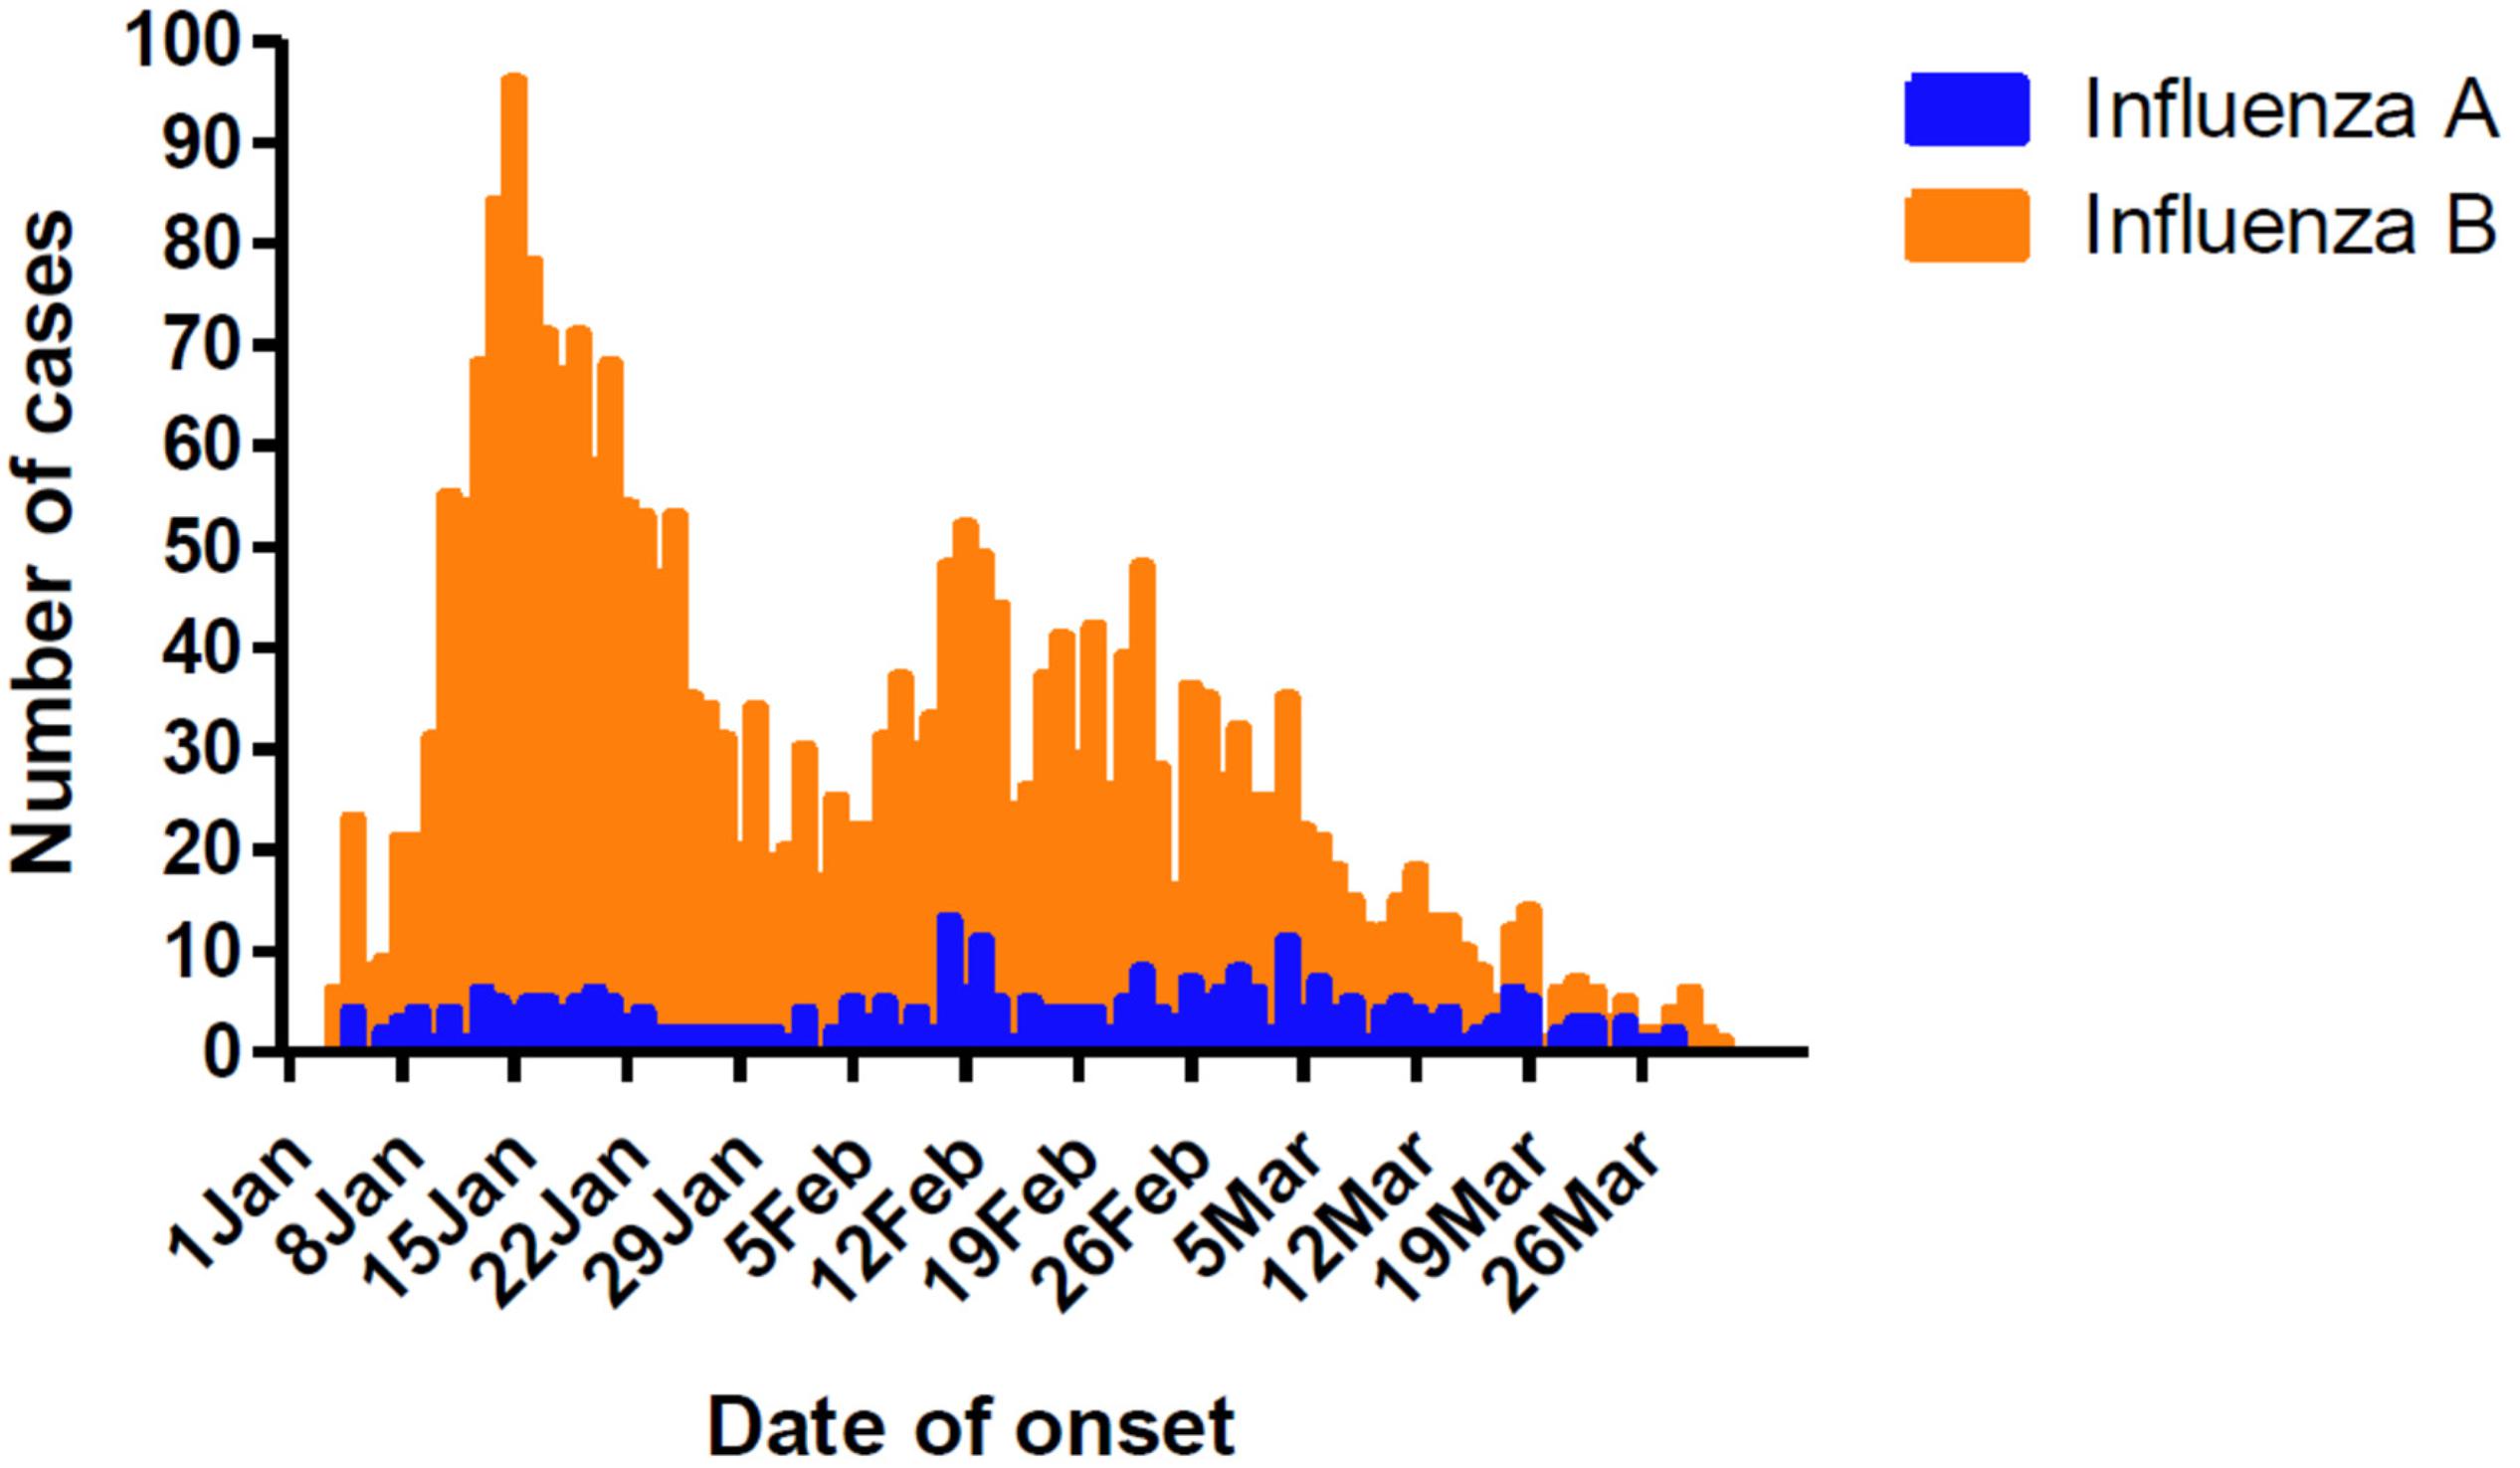 Number of cases
100
90
80
70
60
50
40
30
20
10
0
1Jan
8Jan
15Jan
22Jan
29Jan
5Feb
12Feb
19Feb
26Feb
5Mar
12Mar
19Mar
26Mar
Date of onset
Influenza A
Influenza B